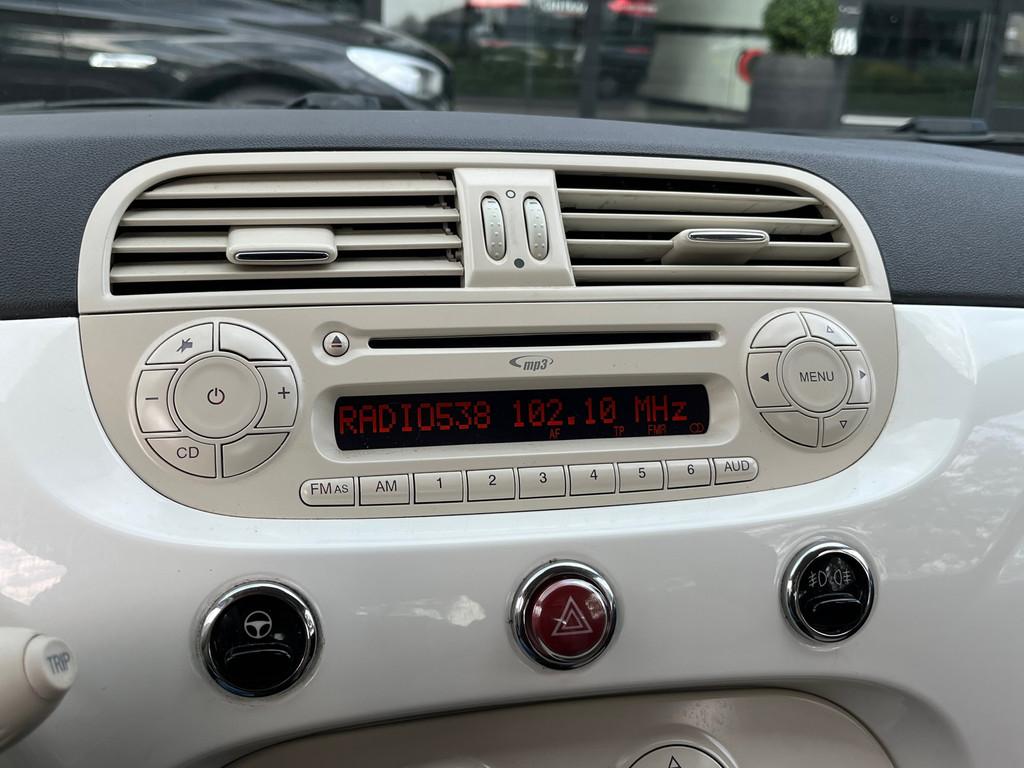 mp3
MENU
RADIO538 102.10 MHz
AF TP FMR CD
− +
CD
FM AS AM 1 2 3 4 5 6 AUD
TRIP